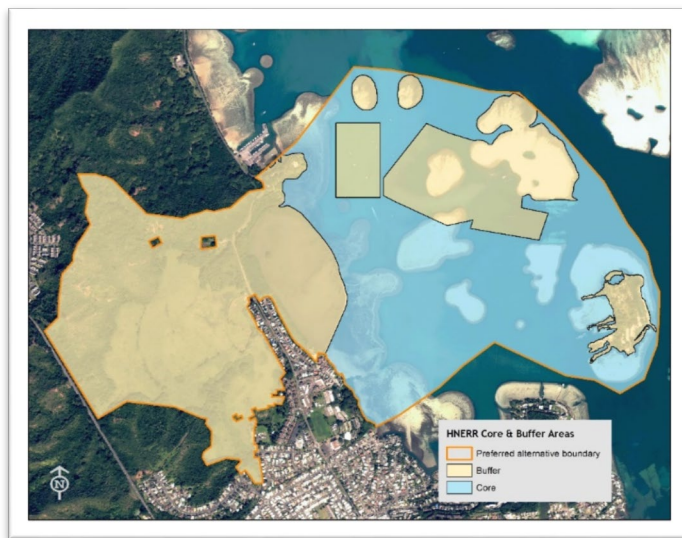 HNERR Core & Buffer Areas
Preferred alternative boundary
Buffer
Core
N